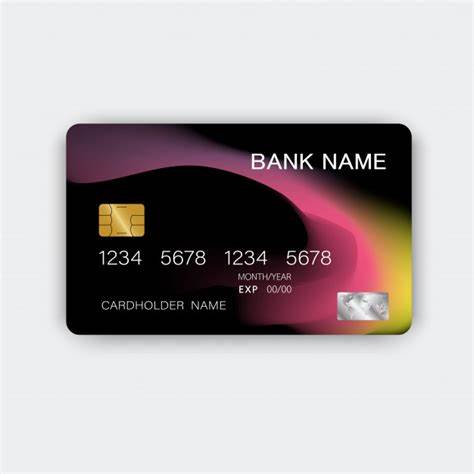 BANK NAME
1234 5678 1234 5678
MONTH/YEAR
EXP 00/00
CARDHOLDER NAME